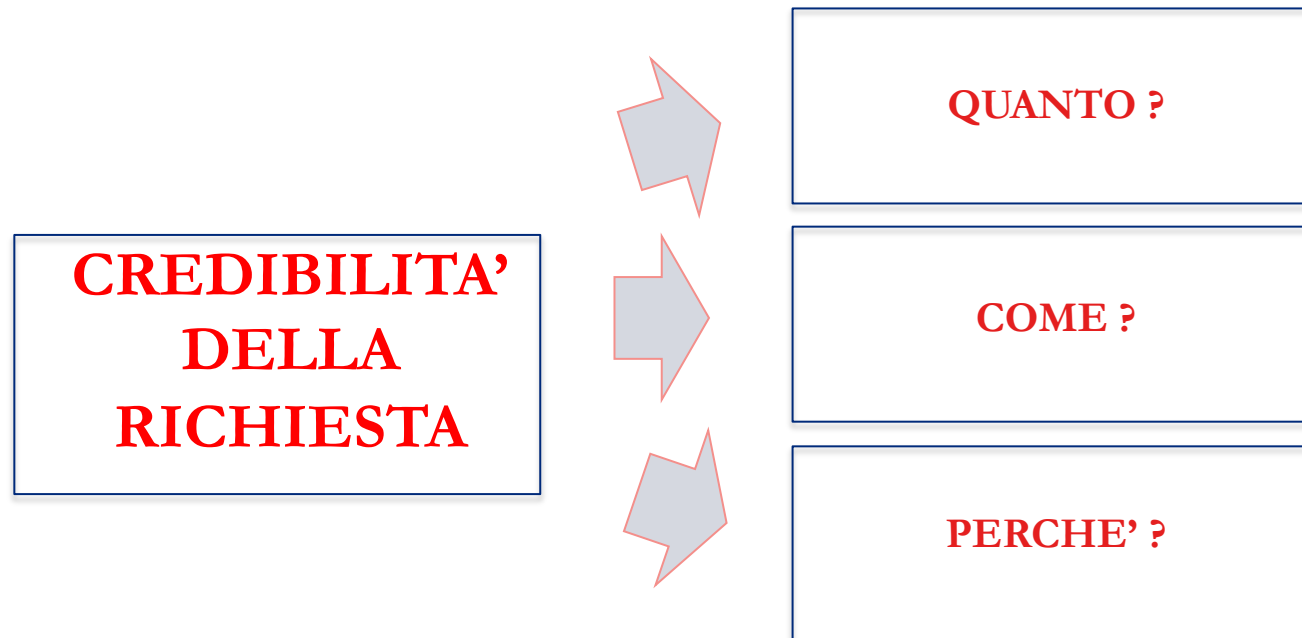 CREDIBILITA’
DELLA
RICHIESTA
QUANTO ?
COME ?
PERCHE’ ?